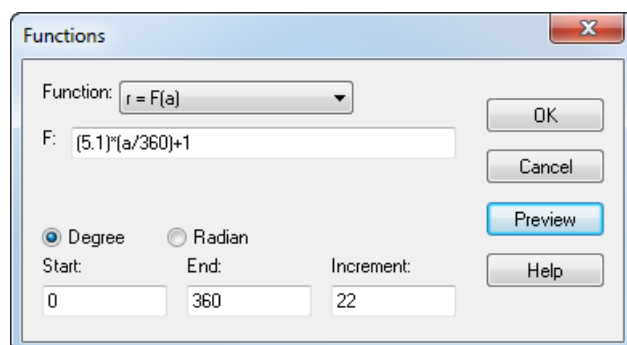 Functions
Function: r = F(a)
F: (5.1)*(a/360)+1
OK
Cancel
Preview
Help
Degree Radian
Start: End: Increment:
0 360 22